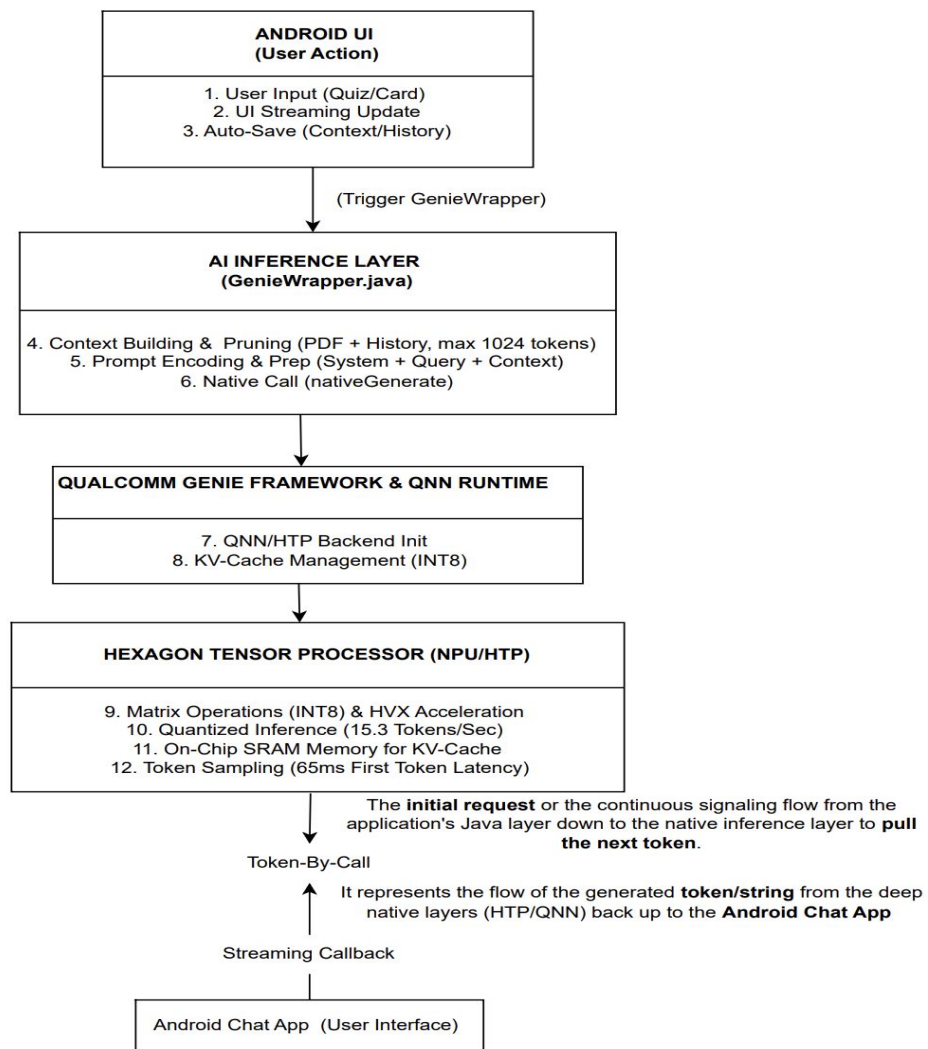 ANDROID UI
(User Action)
1. User Input (Quiz/Card)
2. UI Streaming Update
3. Auto-Save (Context/History)
(Trigger GenieWrapper)
AI INFERENCE LAYER
(GenieWrapper.java)
4. Context Building & Pruning (PDF + History, max 1024 tokens)
5. Prompt Encoding & Prep (System + Query + Context)
6. Native Call (nativeGenerate)
QUALCOMM GENIE FRAMEWORK & QNN RUNTIME
7. QNN/HTP Backend Init
8. KV-Cache Management (INT8)
HEXAGON TENSOR PROCESSOR (NPU/HTP)
9. Matrix Operations (INT8) & HVX Acceleration
10. Quantized Inference (15.3 Tokens/Sec)
11. On-Chip SRAM Memory for KV-Cache
12. Token Sampling (65ms First Token Latency)
The initial request or the continuous signaling flow from the
application's Java layer down to the native inference layer to pull
the next token.
Token-By-Call
It represents the flow of the generated token/string from the deep
native layers (HTP/QNN) back up to the Android Chat App
Streaming Callback
Android Chat App (User Interface)